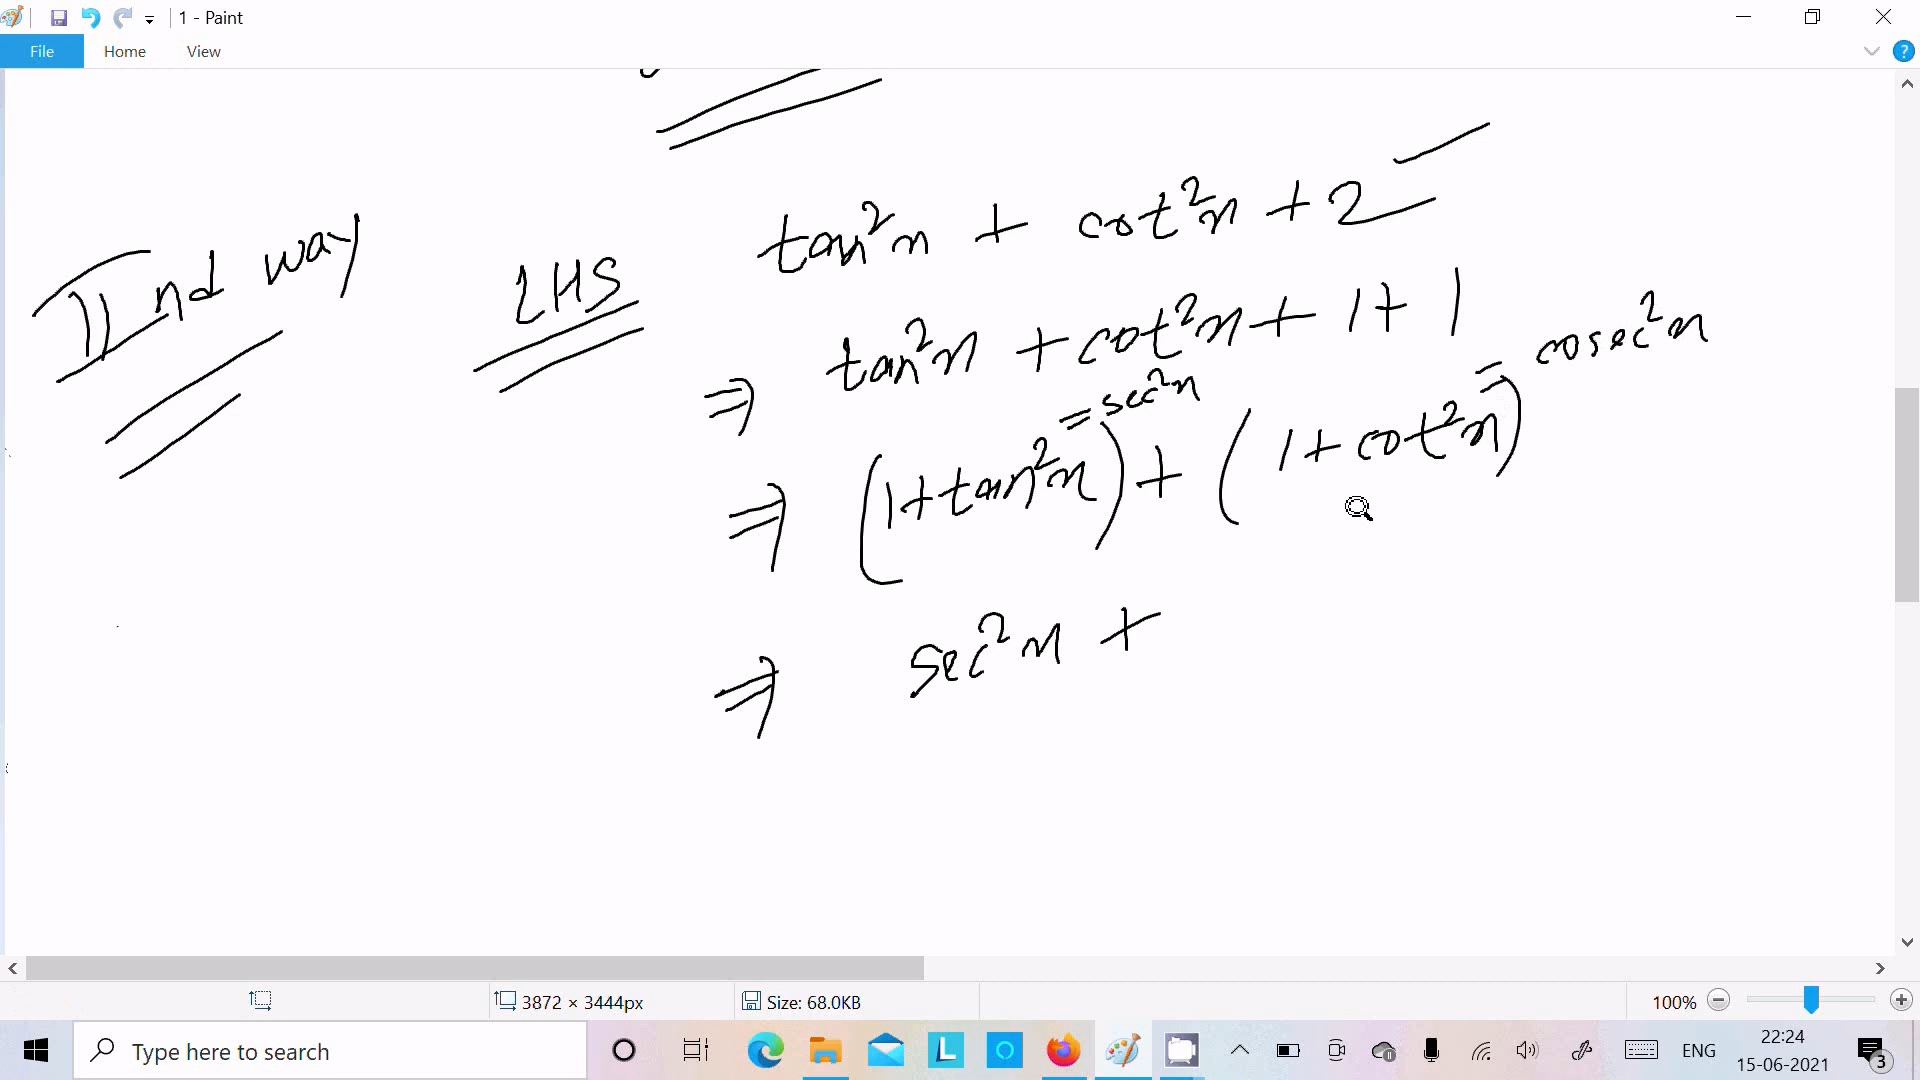 1 - Paint
File Home View
tan²x + cot²x + 2
IInd way LHS
⇒ tan²x + cot²x + 1 + 1
= sec²x = cosec²x
⇒ (1 + tan²x) + (1 + cot²x)
⇒ sec²x +
3872 × 3444px Size: 68.0KB 100%
Type here to search ENG 22:24
15-06-2021 3